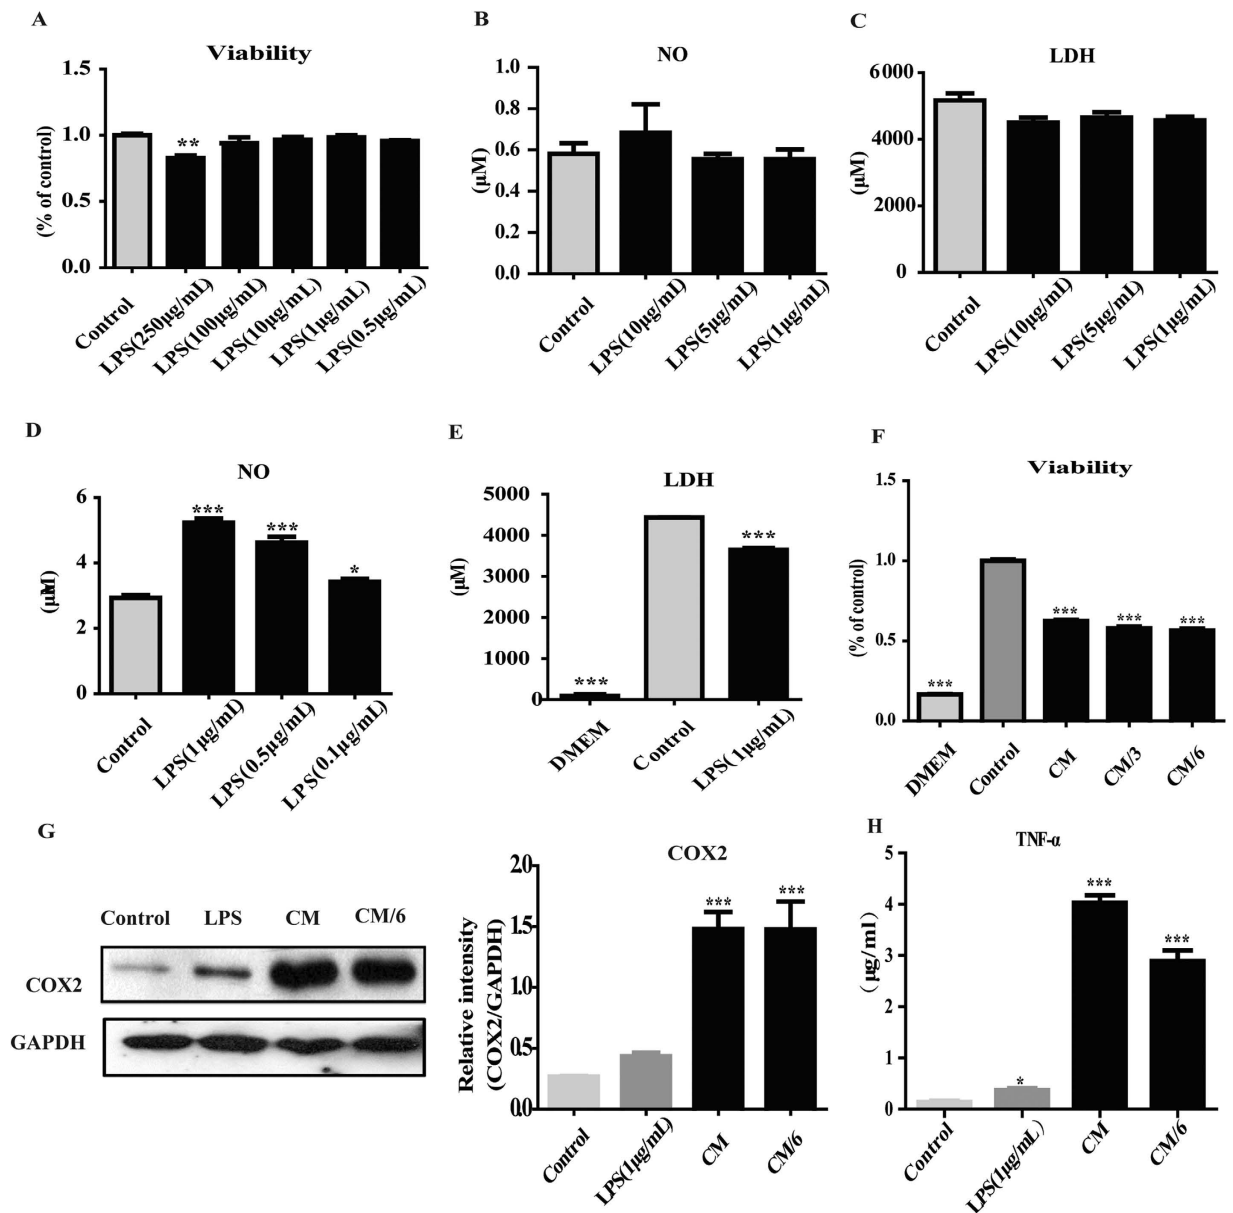 A
Viability
1.5
1.0
0.5
0.0
(% of control)
**
Control
LPS(250μg/mL)
LPS(100μg/mL)
LPS(10μg/mL)
LPS(1μg/mL)
LPS(0.5μg/mL)
B
NO
1.0
0.8
0.6
0.4
0.2
0.0
(μM)
Control
LPS(10μg/mL)
LPS(5μg/mL)
LPS(1μg/mL)
C
LDH
6000
4000
2000
0
(μM)
Control
LPS(10μg/mL)
LPS(5μg/mL)
LPS(1μg/mL)
D
NO
6
4
2
0
(μM)
***
***
*
Control
LPS(1μg/mL)
LPS(0.5μg/mL)
LPS(0.1μg/mL)
E
LDH
5000
4000
3000
2000
1000
0
(μM)
***
***
DMEM
Control
LPS(1μg/mL)
F
Viability
1.5
1.0
0.5
0.0
(% of control)
***
***
***
***
DMEM
Control
CM
CM/3
CM/6
G
Control LPS CM CM/6
COX2
GAPDH
COX2
2.0
1.5
1.0
0.5
0.0
Relative intensity
(COX2/GAPDH)
***
***
Control
LPS(1μg/mL)
CM
CM/6
H
TNF-α
5
4
3
2
1
0
(μg/ml)
*
***
***
Control
LPS(1μg/mL)
CM
CM/6